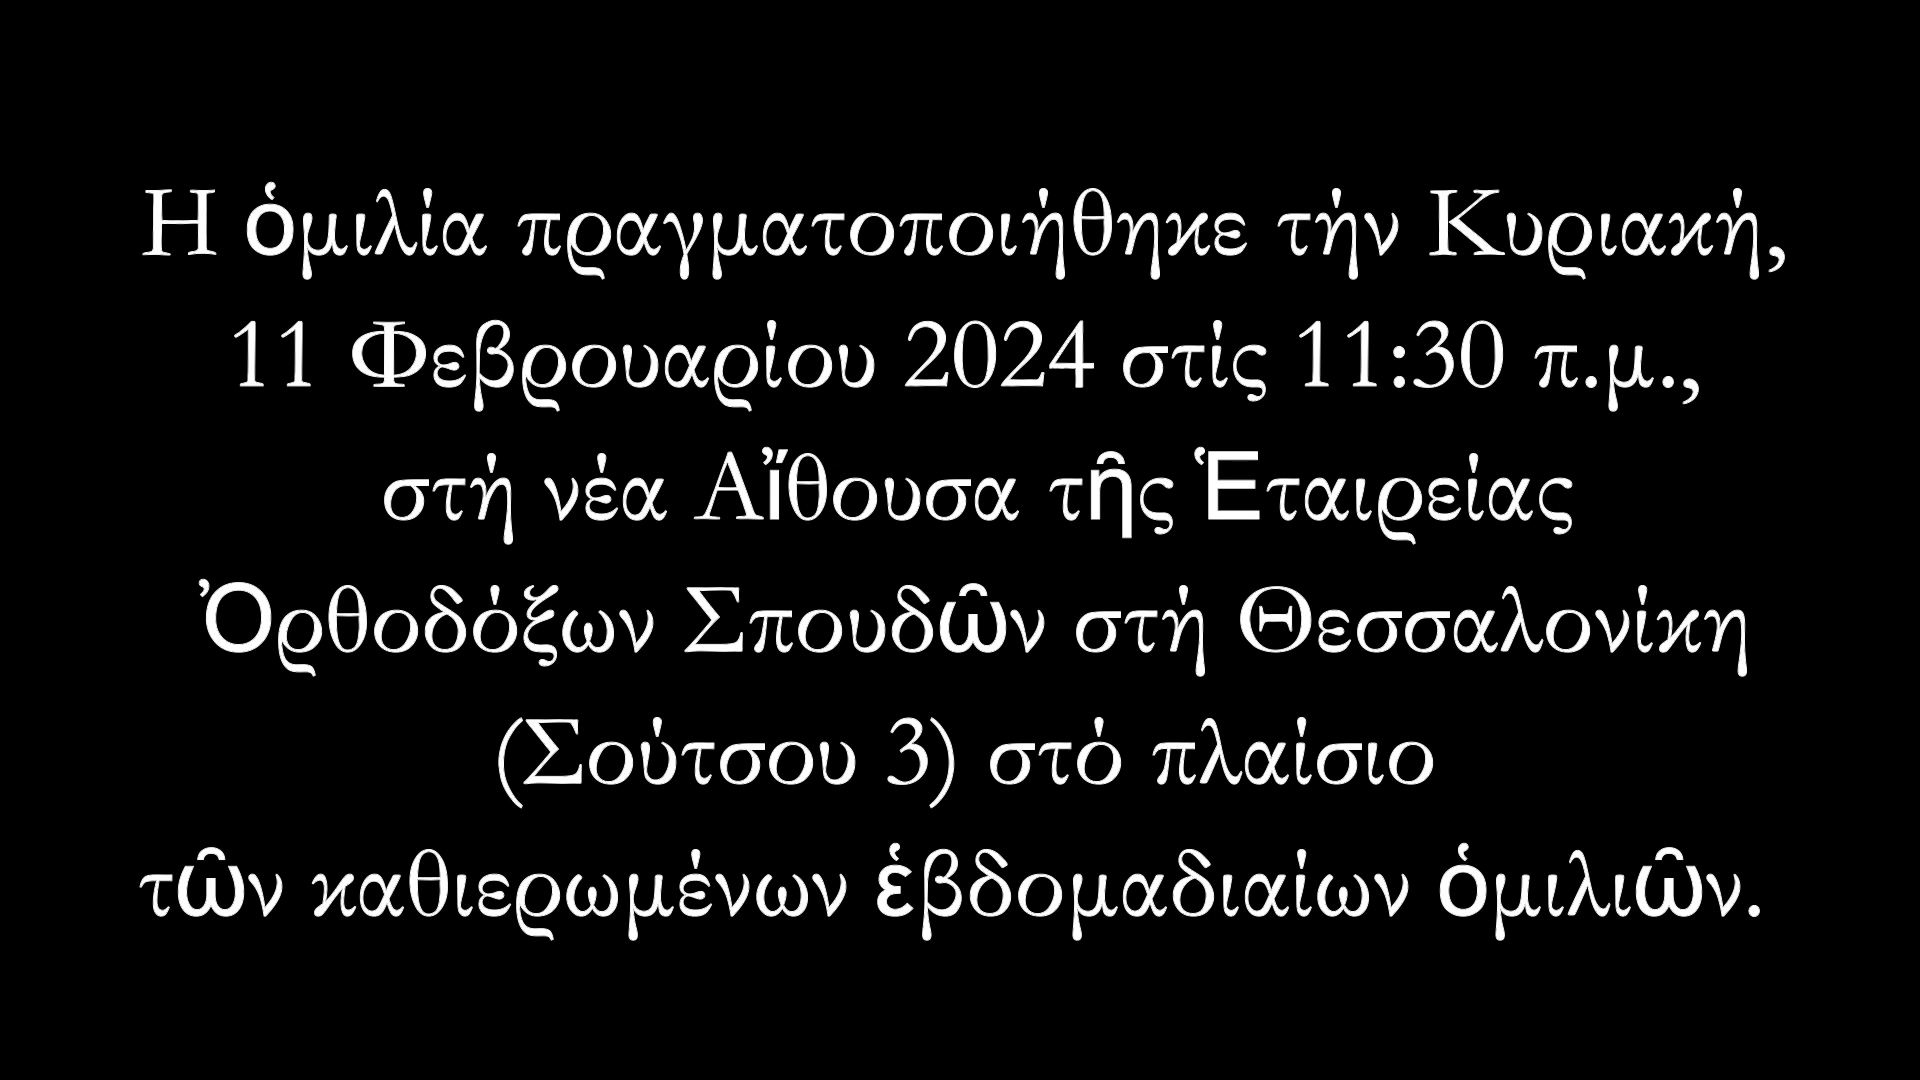 Η ὁμιλία πραγματοποιήθηκε τήν Κυριακή,
11 Φεβρουαρίου 2024 στίς 11:30 π.μ.,
στή νέα Αἴθουσα τῆς Ἑταιρείας
Ὀρθοδόξων Σπουδῶν στή Θεσσαλονίκη
(Σούτσου 3) στό πλαίσιο
τῶν καθιερωμένων ἑβδομαδιαίων ὁμιλιῶν.